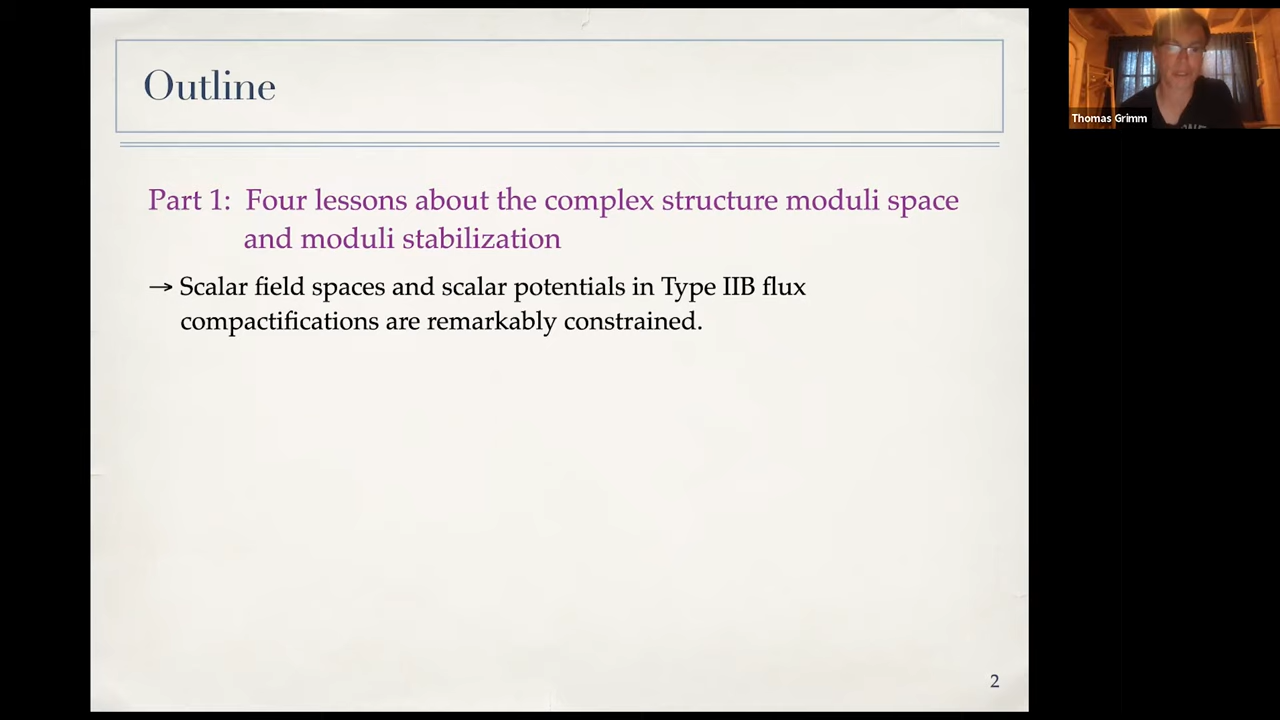 Outline
Part 1: Four lessons about the complex structure moduli space
and moduli stabilization
→ Scalar field spaces and scalar potentials in Type IIB flux
compactifications are remarkably constrained.
2
Thomas Grimm